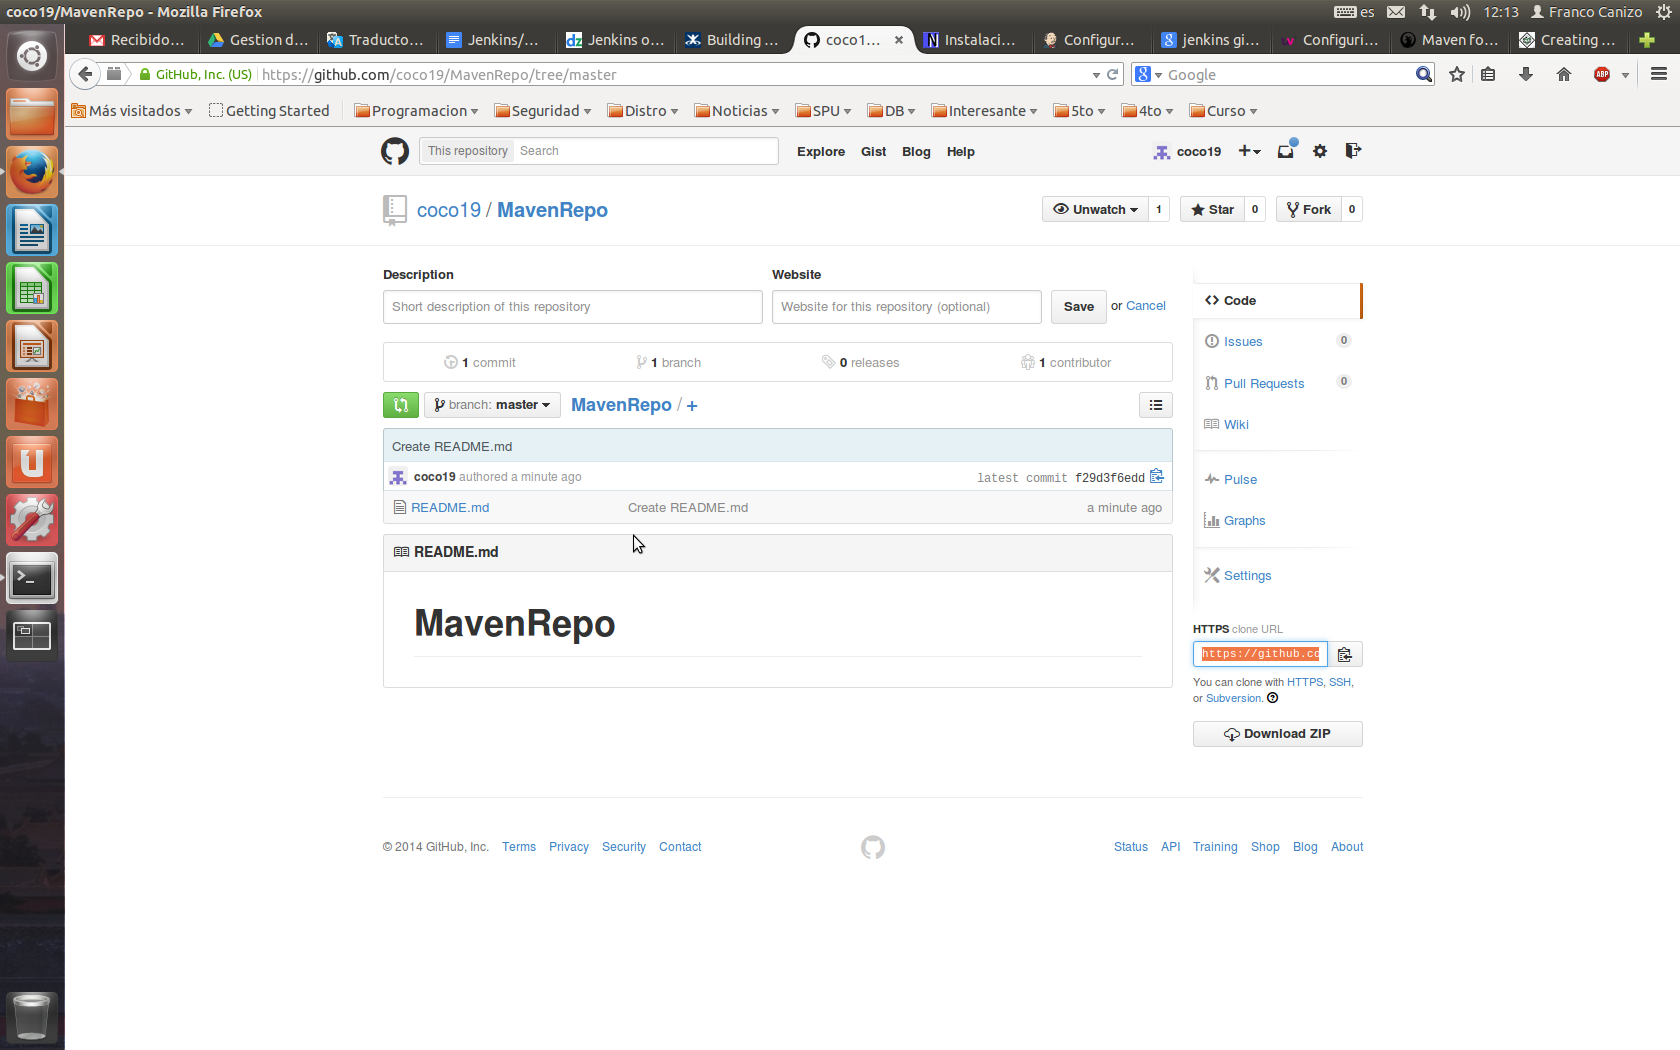 coco19/MavenRepo - Mozilla Firefox
es
12:13
Franco Canizo
Recibido...
Gestion d...
Traducto...
Jenkins/...
Jenkins o...
Building ...
coco1...
Instalaci...
Configur...
jenkins gi...
Configuri...
Maven fo...
Creating ...
GitHub, Inc. (US)
https://github.com/coco19/MavenRepo/tree/master
Google
ABP
Más visitados
Getting Started
Programacion
Seguridad
Distro
Noticias
SPU
DB
Interesante
5to
4to
Curso
This repository
Search
Explore
Gist
Blog
Help
coco19
coco19 / MavenRepo
Unwatch
1
Star
0
Fork
0
Description
Website
Short description of this repository
Website for this repository (optional)
Save
or Cancel
1 commit
1 branch
0 releases
1 contributor
branch: master
MavenRepo / +
Create README.md
coco19 authored a minute ago
latest commit f29d3f6edd
README.md
Create README.md
a minute ago
README.md
MavenRepo
Code
Issues
0
Pull Requests
0
Wiki
Pulse
Graphs
Settings
HTTPS clone URL
https://github.co
You can clone with HTTPS, SSH,
or Subversion.
Download ZIP
© 2014 GitHub, Inc.
Terms
Privacy
Security
Contact
Status
API
Training
Shop
Blog
About